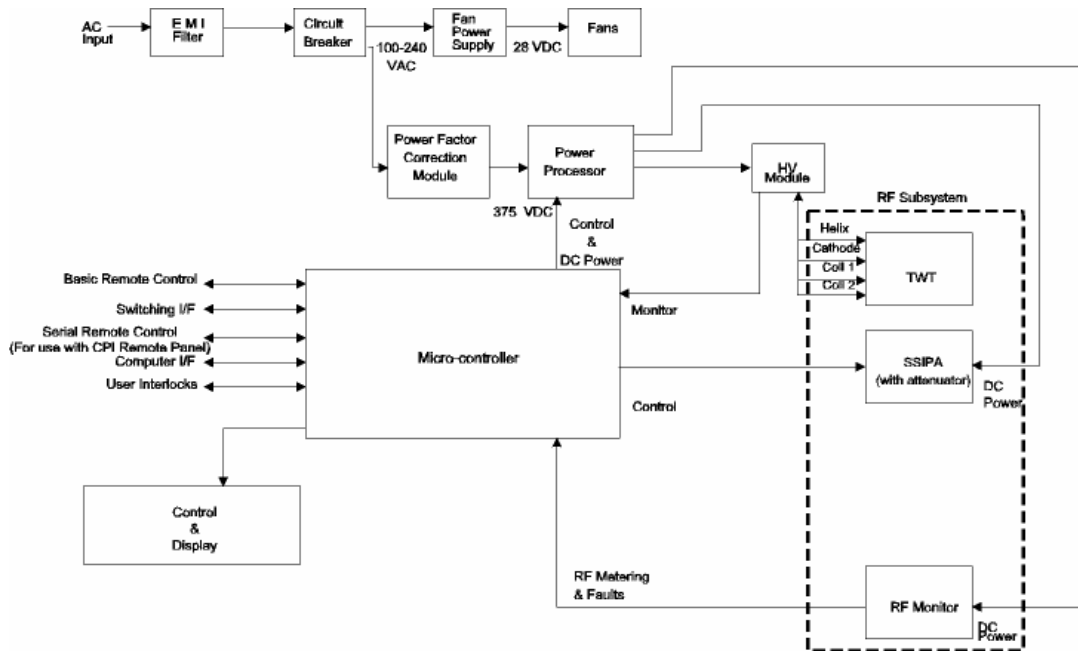 AC
Input
E M I
Filter
Circuit
Breaker
100-240
VAC
Fan
Power
Supply
28 VDC
Fans
Power Factor
Correction
Module
375 VDC
Power
Processor
HV
Module
RF Subsystem
Control
&
DC Power
Helix
Cathode
Coll 1
Coll 2
TWT
Basic Remote Control
Switching I/F
Serial Remote Control
(For use with CPI Remote Panel)
Computer I/F
User Interlocks
Micro-controller
Monitor
Control
SSIPA
(with attenuator)
DC
Power
Control
&
Display
RF Metering
& Faults
RF Monitor
DC
Power